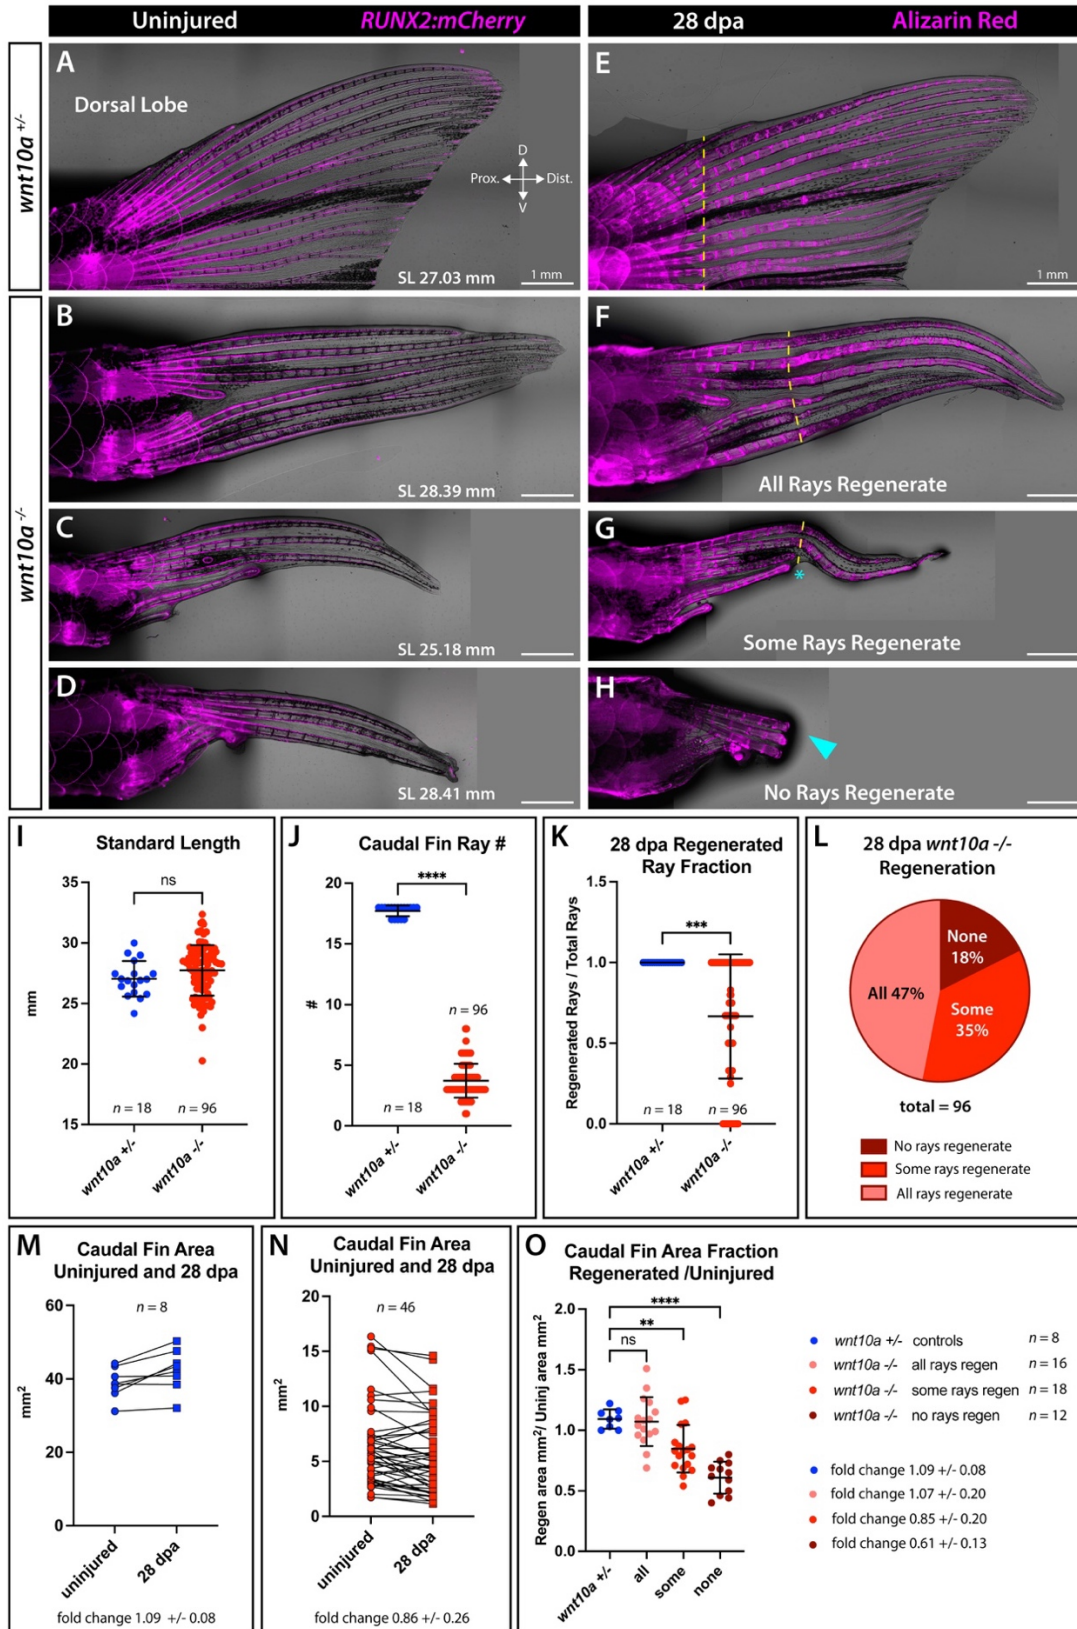 Uninjured RUNX2:mCherry 28 dpa Alizarin Red
wnt10a +/-
A
Dorsal Lobe
D
Prox. Dist.
V
SL 27.03 mm
1 mm
E
1 mm
wnt10a -/-
B
SL 28.39 mm
F
All Rays Regenerate
C
SL 25.18 mm
G
*
Some Rays Regenerate
D
SL 28.41 mm
H
No Rays Regenerate
I
Standard Length
mm
35
30
25
20
15
ns
n = 18
n = 96
wnt10a +/-
wnt10a -/-
J
Caudal Fin Ray #
#
20
15
10
5
0
****
n = 96
n = 18
wnt10a +/-
wnt10a -/-
K
28 dpa Regenerated
Ray Fraction
Regenerated Rays / Total Rays
1.5
1.0
0.5
0.0
***
n = 18
n = 96
wnt10a +/-
wnt10a -/-
L
28 dpa wnt10a -/-
Regeneration
None
18%
All 47%
Some
35%
total = 96
No rays regenerate
Some rays regenerate
All rays regenerate
M
Caudal Fin Area
Uninjured and 28 dpa
mm²
60
40
20
0
n = 8
uninjured
28 dpa
fold change 1.09 +/- 0.08
N
Caudal Fin Area
Uninjured and 28 dpa
mm²
20
15
10
5
0
n = 46
uninjured
28 dpa
fold change 0.86 +/- 0.26
O
Caudal Fin Area Fraction
Regenerated /Uninjured
Regen area mm²/ Uninj area mm²
2.0
1.5
1.0
0.5
0.0
****
**
ns
wnt10a +/-
all
some
none
wnt10a +/- controls n = 8
wnt10a -/- all rays regen n = 16
wnt10a -/- some rays regen n = 18
wnt10a -/- no rays regen n = 12
fold change 1.09 +/- 0.08
fold change 1.07 +/- 0.20
fold change 0.85 +/- 0.20
fold change 0.61 +/- 0.13